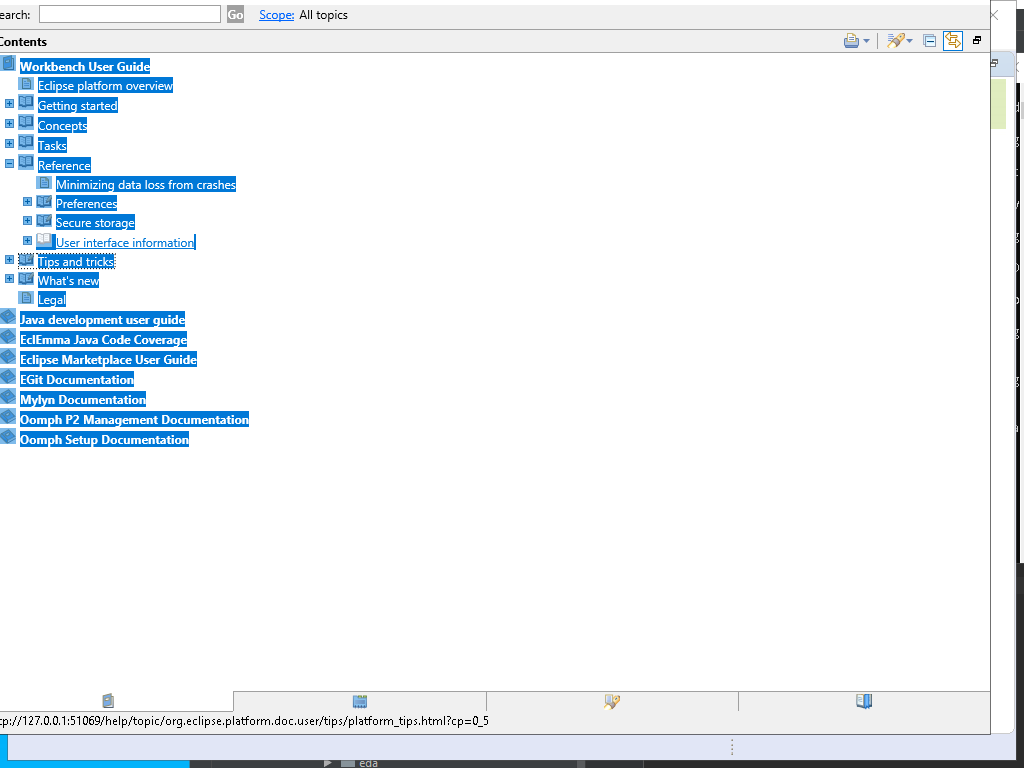 earch: Go Scope: All topics
Contents
Workbench User Guide
Eclipse platform overview
Getting started
Concepts
Tasks
Reference
Minimizing data loss from crashes
Preferences
Secure storage
User interface information
Tips and tricks
What's new
Legal
Java development user guide
EclEmma Java Code Coverage
Eclipse Marketplace User Guide
EGit Documentation
Mylyn Documentation
Oomph P2 Management Documentation
Oomph Setup Documentation
tp://127.0.0.1:51069/help/topic/org.eclipse.platform.doc.user/tips/platform_tips.html?cp=0_5
eda